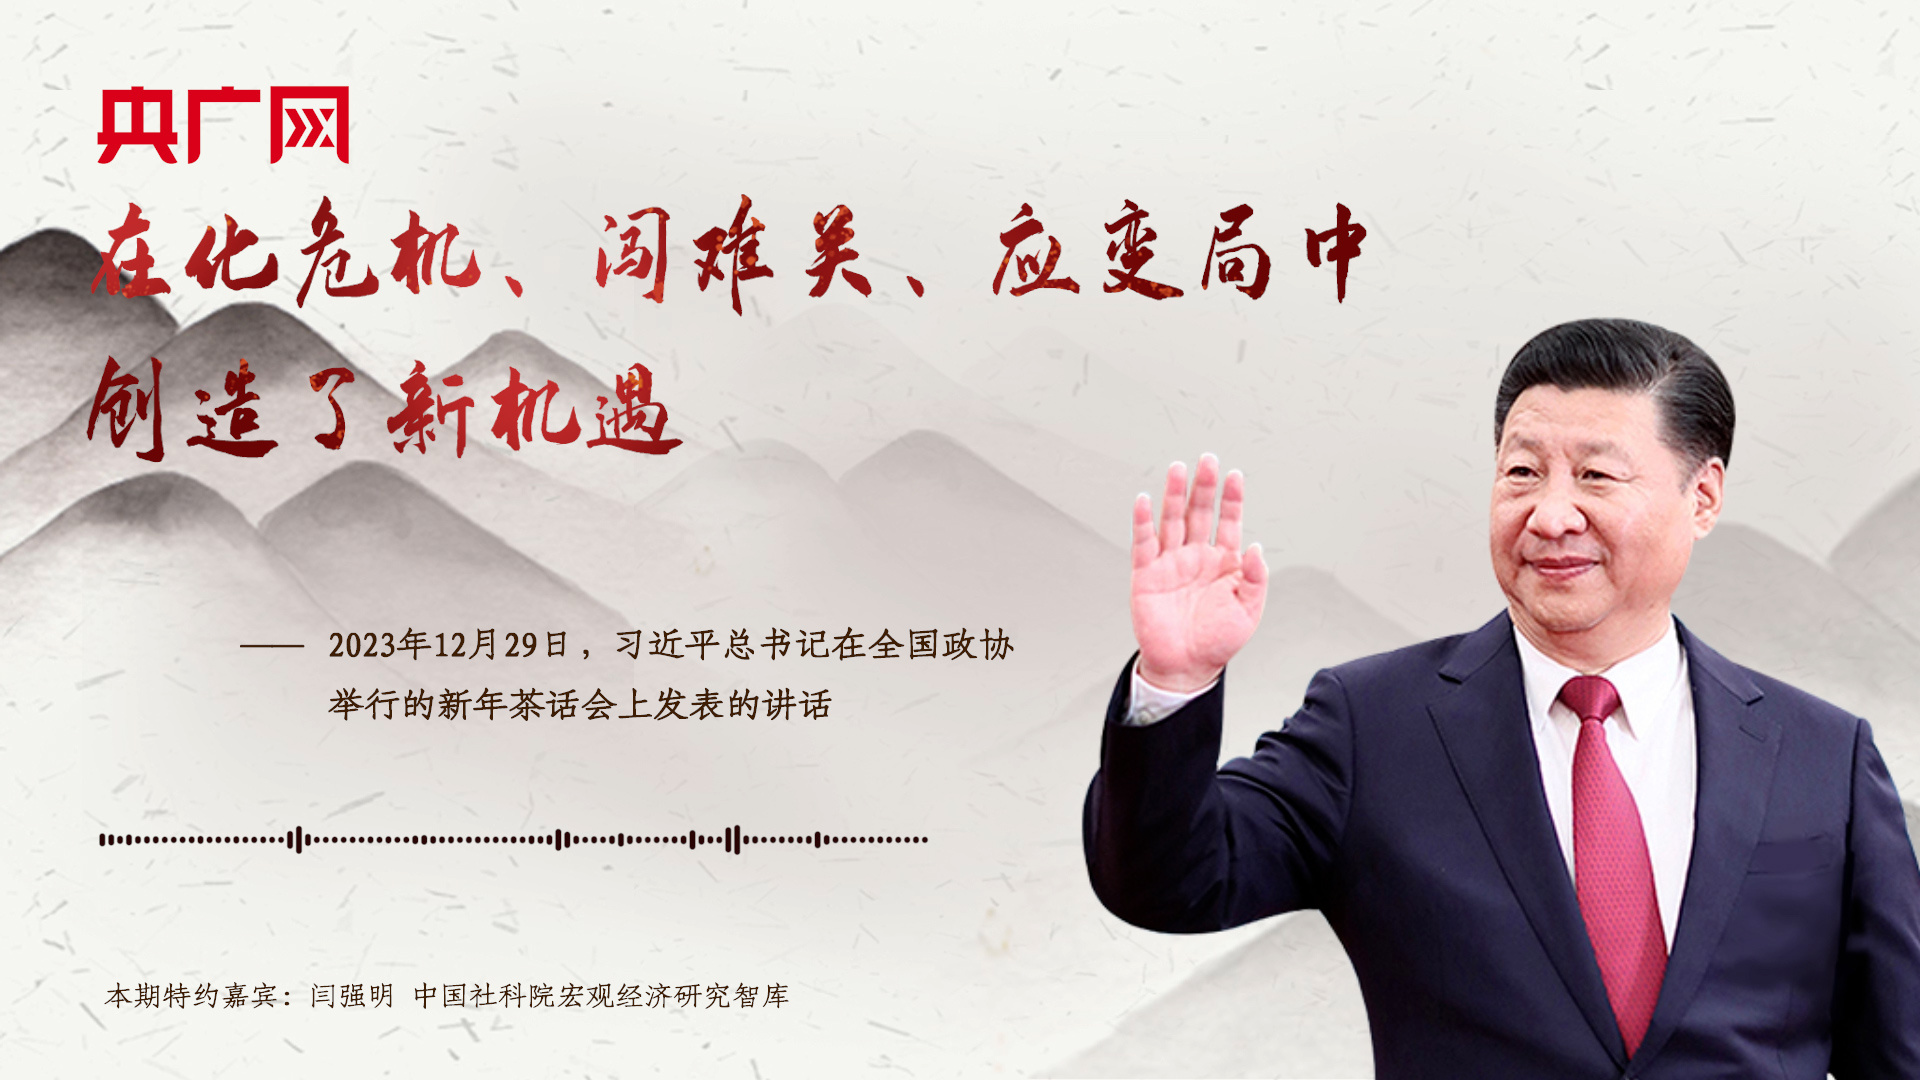 央广网
在化危机、闯难关、应变局中
创造了新机遇
—— 2023年12月29日，习近平总书记在全国政协
举行的新年茶话会上发表的讲话
本期特约嘉宾：闫强明 中国社科院宏观经济研究智库